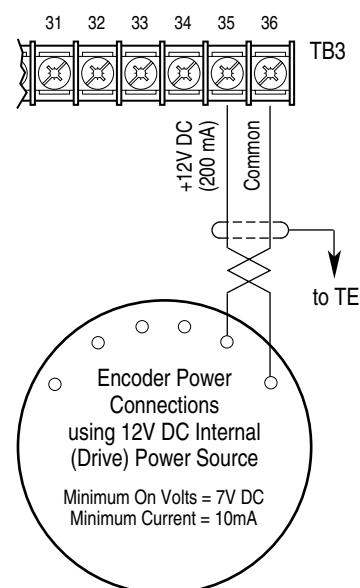 31 32 33 34 35 36
TB3
+12V DC
(200 mA)
Common
to TE
Encoder Power
Connections
using 12V DC Internal
(Drive) Power Source
Minimum On Volts = 7V DC
Minimum Current = 10mA